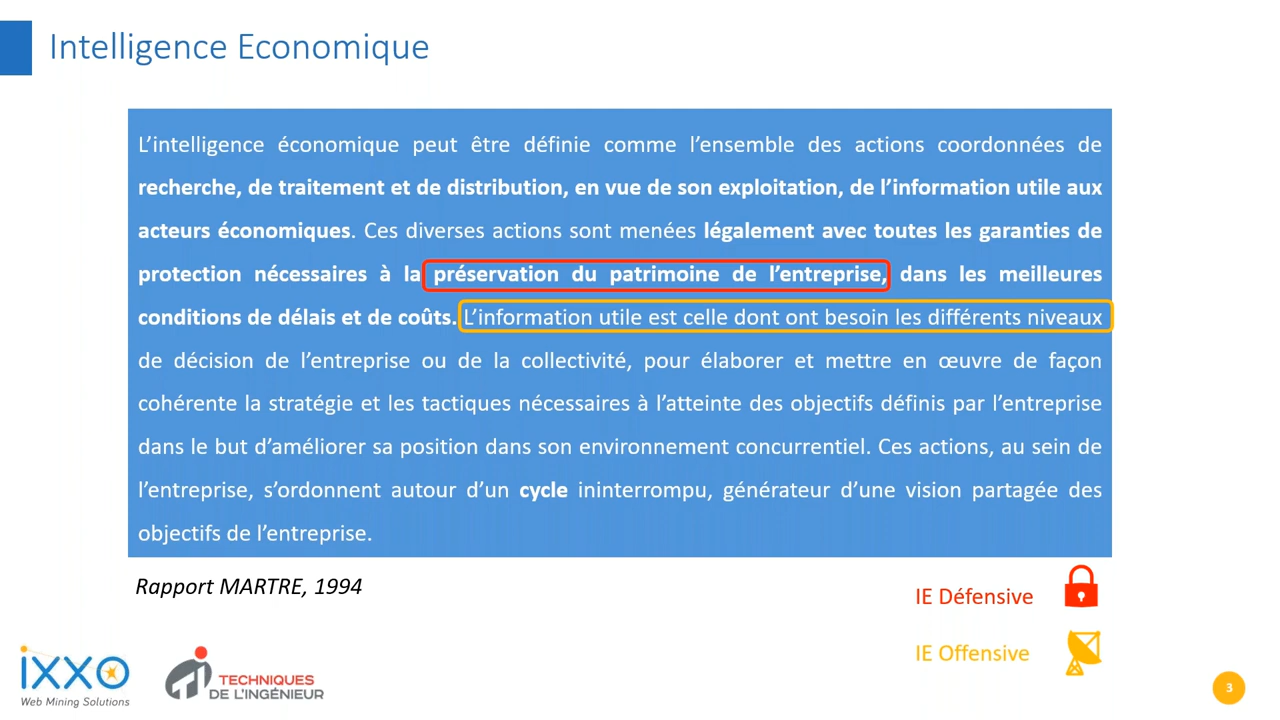 Intelligence Economique
L'intelligence économique peut être définie comme l'ensemble des actions coordonnées de
recherche, de traitement et de distribution, en vue de son exploitation, de l'information utile aux
acteurs économiques. Ces diverses actions sont menées légalement avec toutes les garanties de
protection nécessaires à la préservation du patrimoine de l'entreprise, dans les meilleures
conditions de délais et de coûts. L'information utile est celle dont ont besoin les différents niveaux
de décision de l'entreprise ou de la collectivité, pour élaborer et mettre en œuvre de façon
cohérente la stratégie et les tactiques nécessaires à l'atteinte des objectifs définis par l'entreprise
dans le but d'améliorer sa position dans son environnement concurrentiel. Ces actions, au sein de
l'entreprise, s'ordonnent autour d'un cycle ininterrompu, générateur d'une vision partagée des
objectifs de l'entreprise.
Rapport MARTRE, 1994
IE Défensive
IE Offensive
ixxo
Web Mining Solutions
TECHNIQUES
DE L'INGÉNIEUR
3